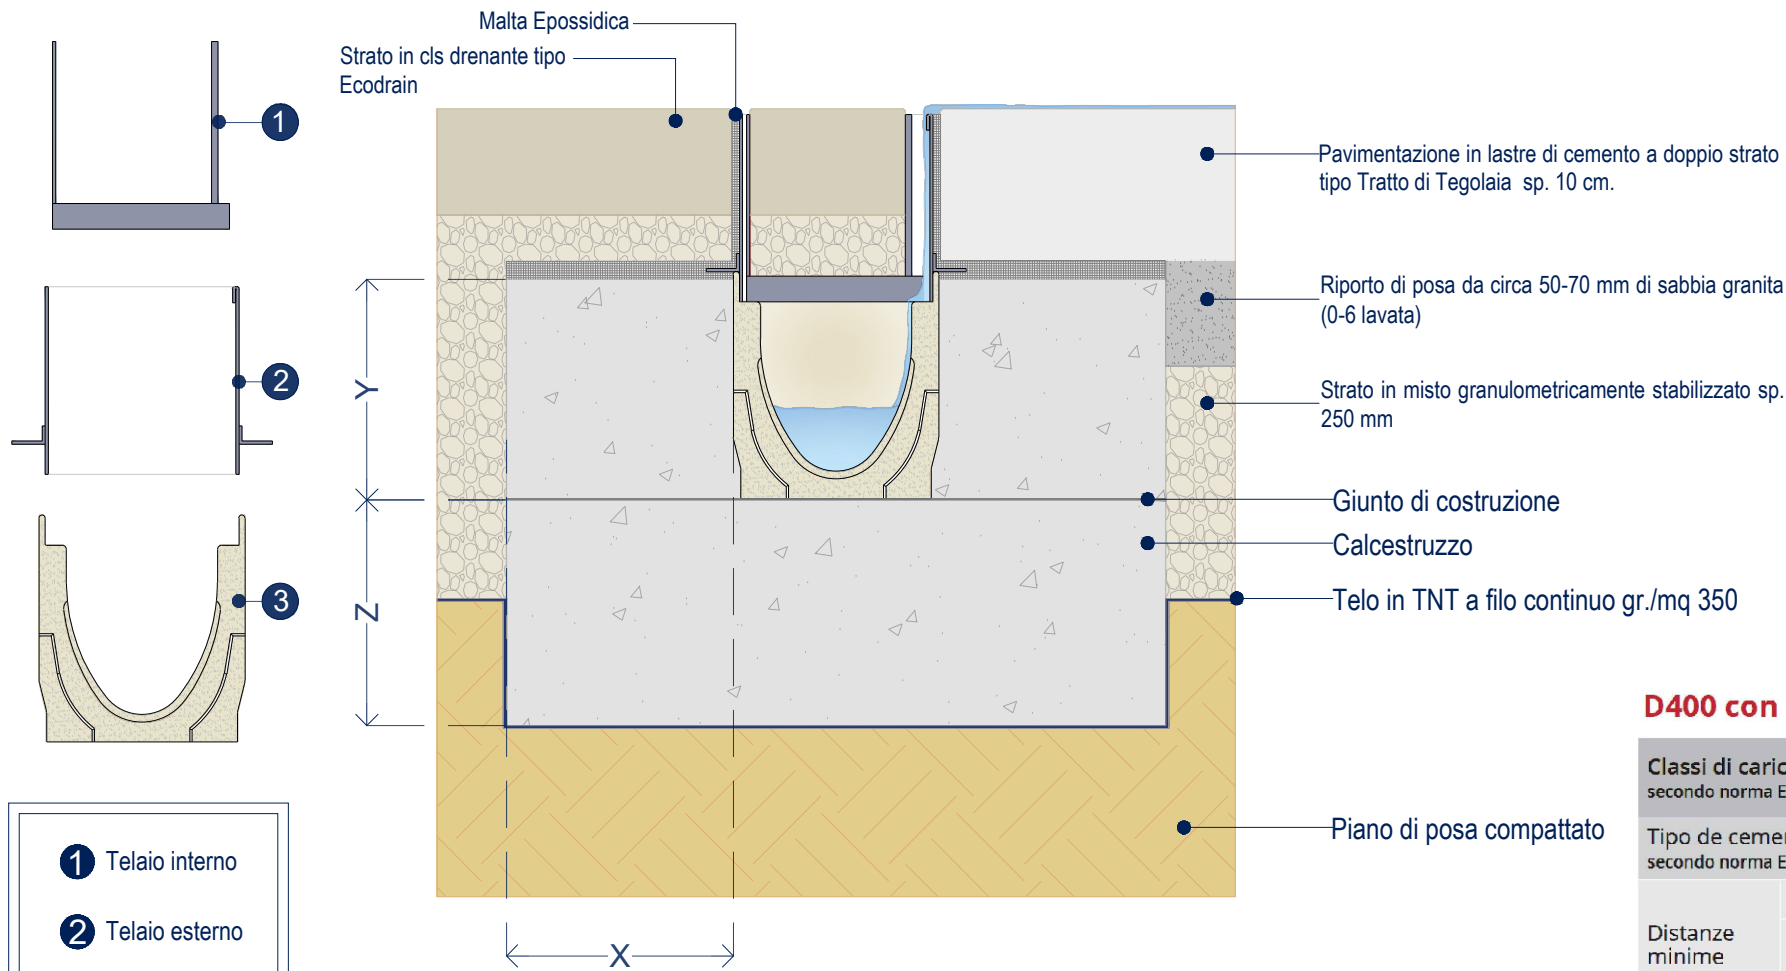 Malta Epossidica
Strato in cls drenante tipo
Ecodrain
1
Pavimentazione in lastre di cemento a doppio strato
tipo Tratto di Tegolaia sp. 10 cm.
Riporto di posa da circa 50-70 mm di sabbia granita
(0-6 lavata)
2
Y
Strato in misto granulometricamente stabilizzato sp.
250 mm
Giunto di costruzione
Calcestruzzo
3
Z
Telo in TNT a filo continuo gr./mq 350
D400 con
Classi di caric
secondo norma E
Piano di posa compattato
Tipo de cemen
secondo norma E
1 Telaio interno
2 Telaio esterno
X
Distanze
minime